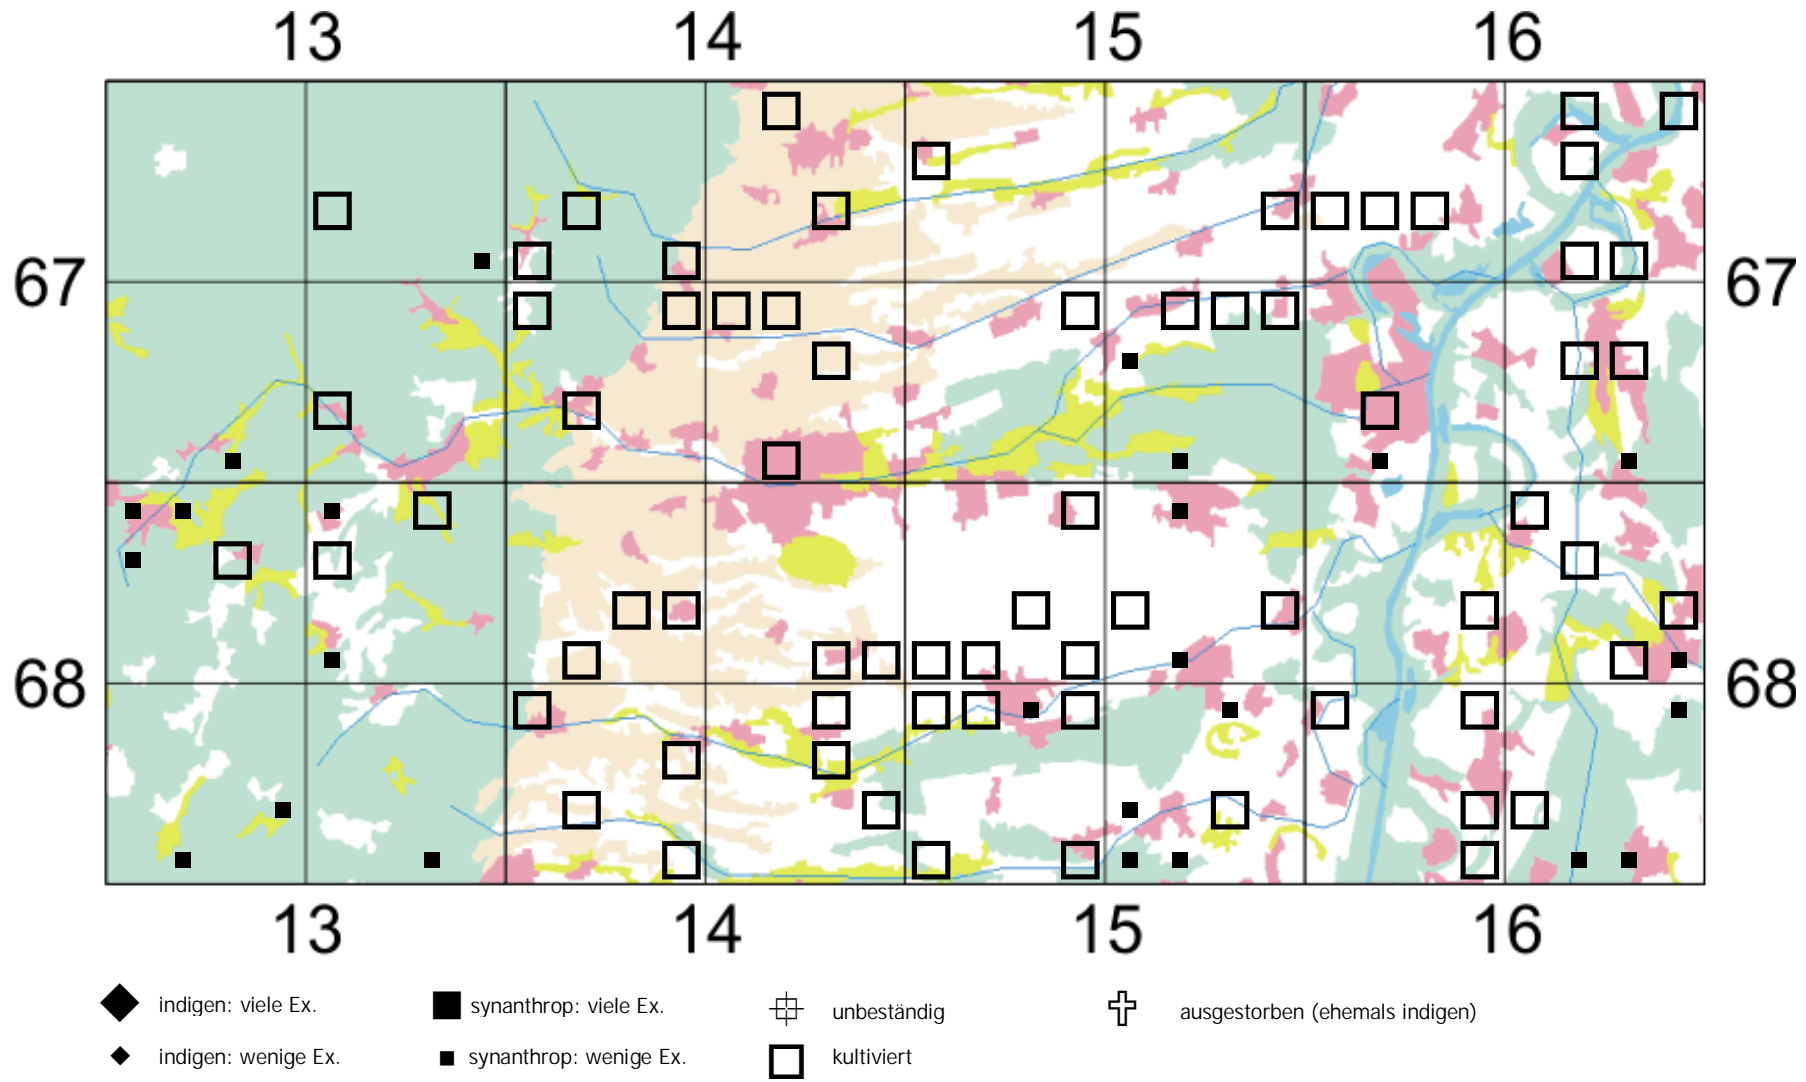 13 14 15 16
67 67
68 68
13 14 15 16
indigen: viele Ex. synanthrop: viele Ex. unbeständig ausgestorben (ehemals indigen)
indigen: wenige Ex. synanthrop: wenige Ex. kultiviert